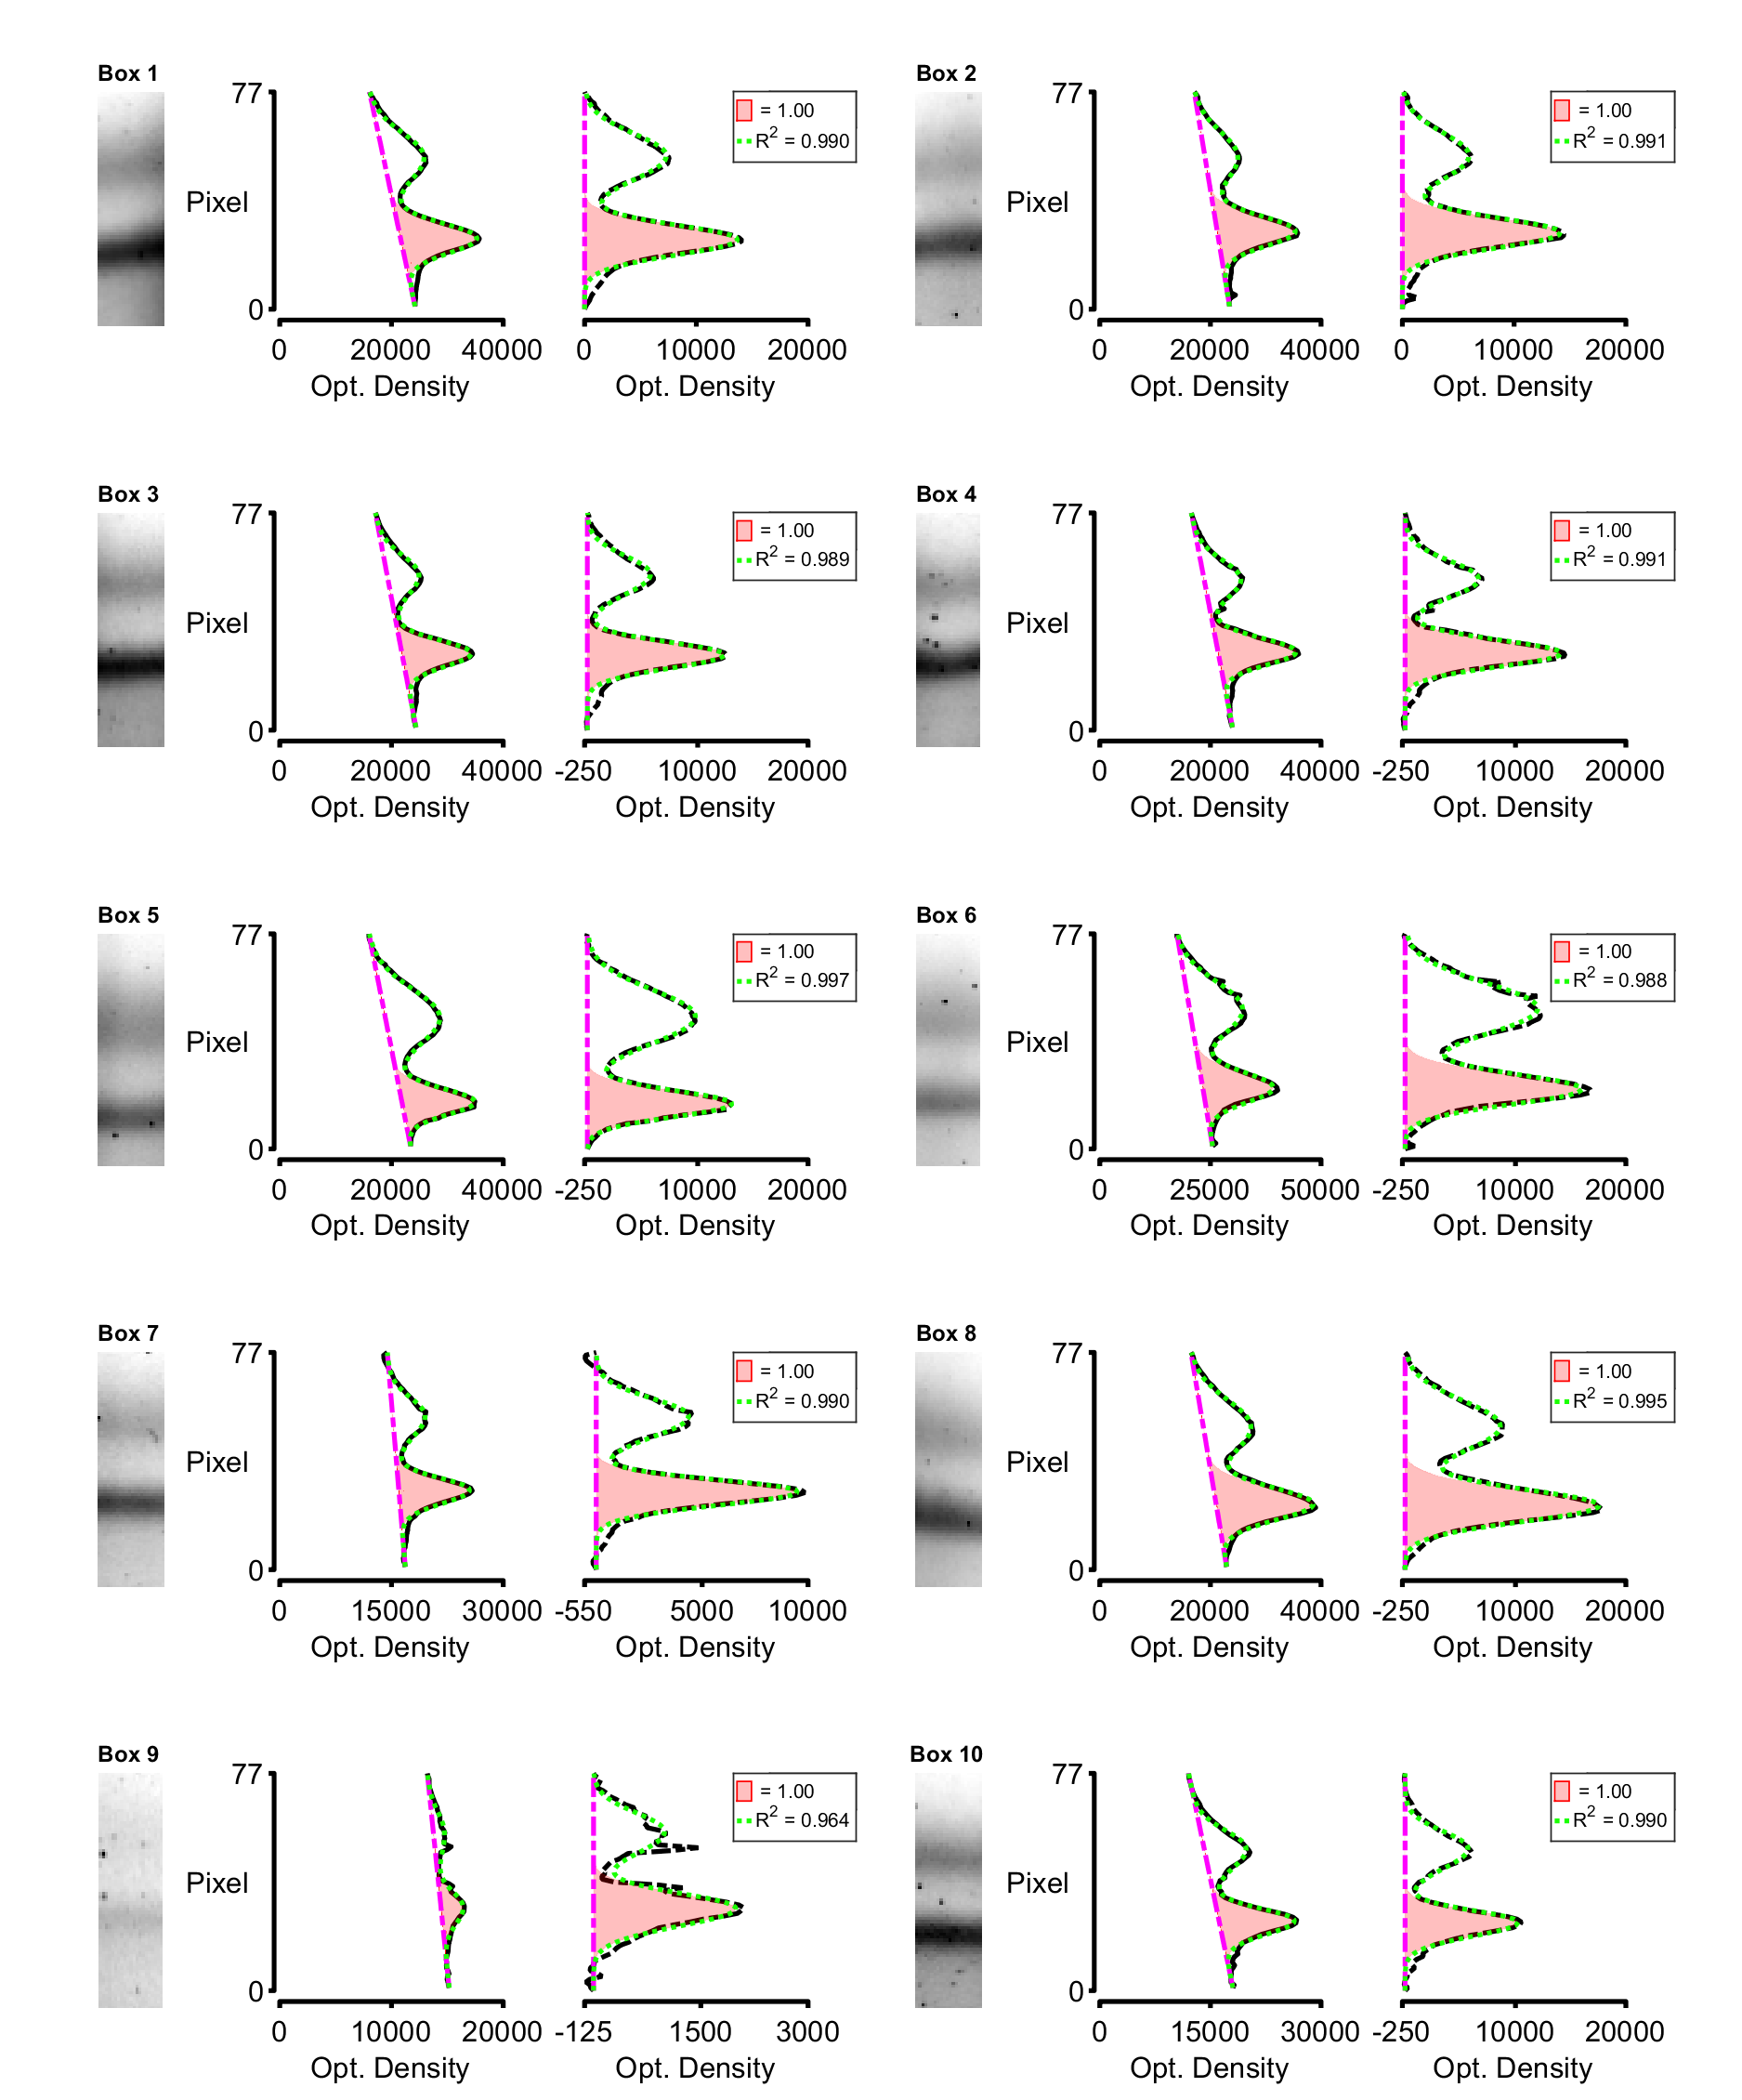 Box 1
77
Pixel
0
0 20000 40000
Opt. Density
0 10000 20000
Opt. Density
= 1.00
R² = 0.990
Box 2
77
Pixel
0
0 20000 40000
Opt. Density
0 10000 20000
Opt. Density
= 1.00
R² = 0.991
Box 3
77
Pixel
0
0 20000 40000
Opt. Density
-250 10000 20000
Opt. Density
= 1.00
R² = 0.989
Box 4
77
Pixel
0
0 20000 40000
Opt. Density
-250 10000 20000
Opt. Density
= 1.00
R² = 0.991
Box 5
77
Pixel
0
0 20000 40000
Opt. Density
-250 10000 20000
Opt. Density
= 1.00
R² = 0.997
Box 6
77
Pixel
0
0 25000 50000
Opt. Density
-250 10000 20000
Opt. Density
= 1.00
R² = 0.988
Box 7
77
Pixel
0
0 15000 30000
Opt. Density
-550 5000 10000
Opt. Density
= 1.00
R² = 0.990
Box 8
77
Pixel
0
0 20000 40000
Opt. Density
-250 10000 20000
Opt. Density
= 1.00
R² = 0.995
Box 9
77
Pixel
0
0 10000 20000
Opt. Density
-125 1500 3000
Opt. Density
= 1.00
R² = 0.964
Box 10
77
Pixel
0
0 15000 30000
Opt. Density
-250 10000 20000
Opt. Density
= 1.00
R² = 0.990